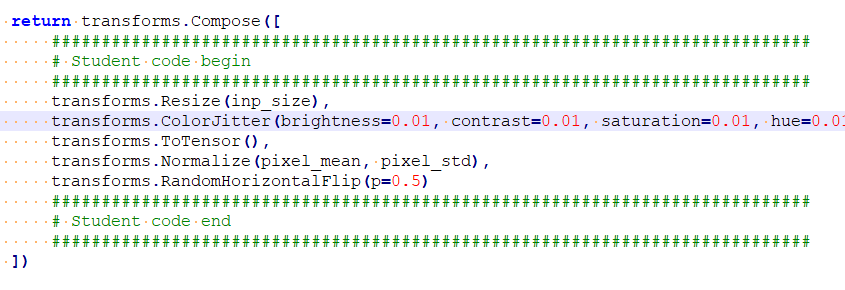 return transforms.Compose([
############################################################################
# Student code begin
############################################################################
transforms.Resize(inp_size),
transforms.ColorJitter(brightness=0.01, contrast=0.01, saturation=0.01, hue=0.01
transforms.ToTensor(),
transforms.Normalize(pixel_mean, pixel_std),
transforms.RandomHorizontalFlip(p=0.5)
############################################################################
# Student code end
############################################################################
])